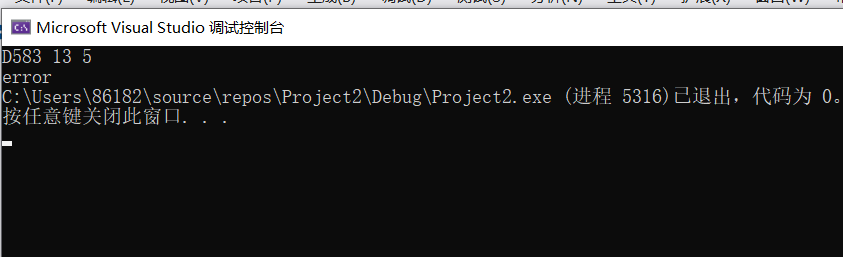 Microsoft Visual Studio 调试控制台
D583 13 5
error
C:\Users\86182\source\repos\Project2\Debug\Project2.exe (进程 5316)已退出，代码为 0。
按任意键关闭此窗口. . .